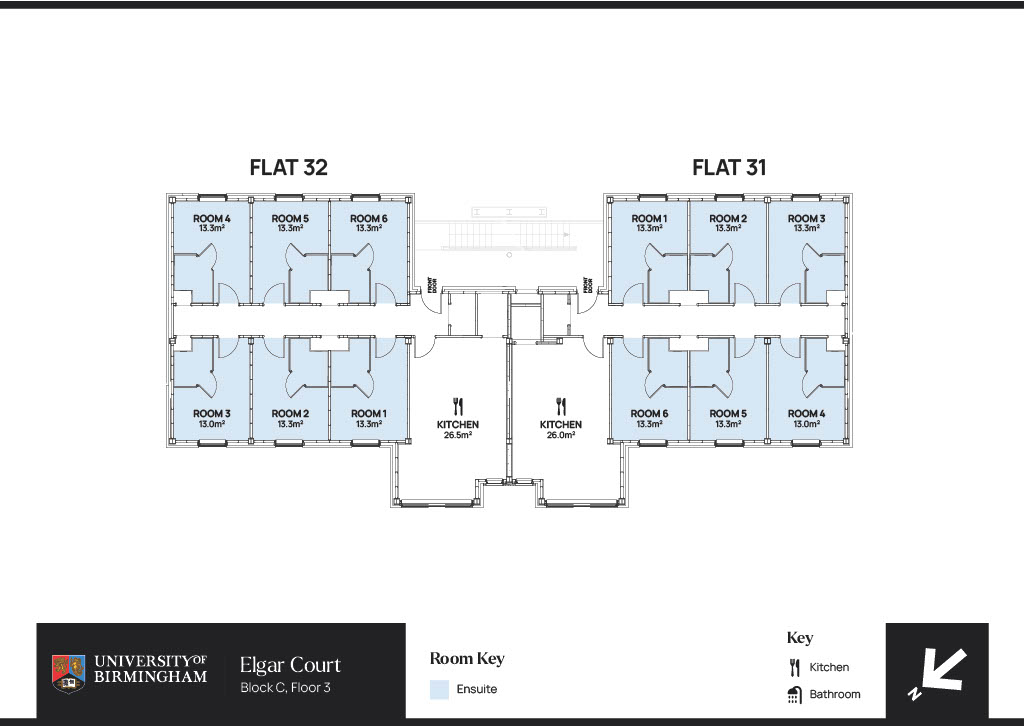 FLAT 32
FLAT 31
ROOM 4
13.3m²
ROOM 5
13.3m²
ROOM 6
13.3m²
ROOM 1
13.3m²
ROOM 2
13.3m²
ROOM 3
13.3m²
FRONT
DOOR
FRONT
DOOR
ROOM 3
13.0m²
ROOM 2
13.3m²
ROOM 1
13.3m²
KITCHEN
26.5m²
KITCHEN
26.0m²
ROOM 6
13.3m²
ROOM 5
13.3m²
ROOM 4
13.0m²
UNIVERSITY OF
BIRMINGHAM
Elgar Court
Block C, Floor 3
Room Key
Ensuite
Key
Kitchen
Bathroom
N